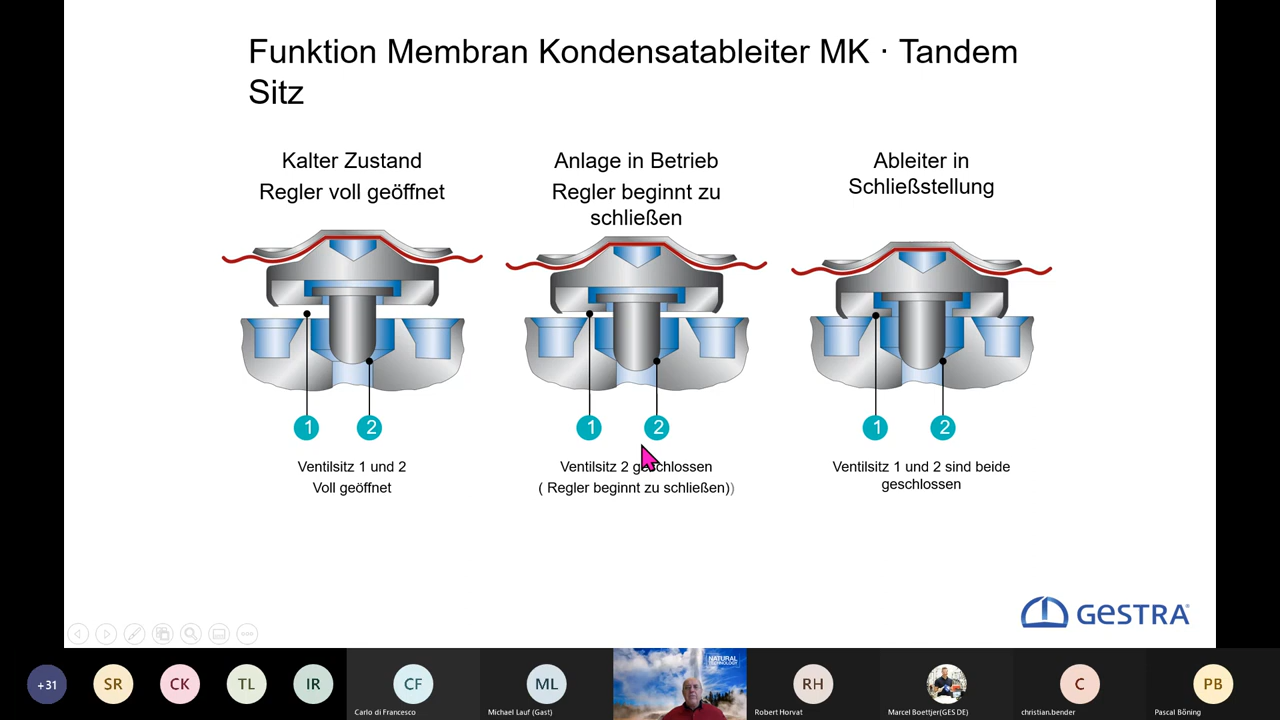 Funktion Membran Kondensatableiter MK · Tandem
Sitz
Kalter Zustand
Regler voll geöffnet
Anlage in Betrieb
Regler beginnt zu
schließen
Ableiter in
Schließstellung
1
2
1
2
1
2
Ventilsitz 1 und 2
Voll geöffnet
Ventilsitz 2 geschlossen
( Regler beginnt zu schließen))
Ventilsitz 1 und 2 sind beide
geschlossen
GESTRA
+31
SR
CK
TL
IR
CF
Carlo di Francesco
ML
Michael Lauf (Gast)
NATURAL
TECHNOLOGY
RH
Robert Horvat
Marcel Boettjer(GES DE)
C
christian.bender
PB
Pascal Böning